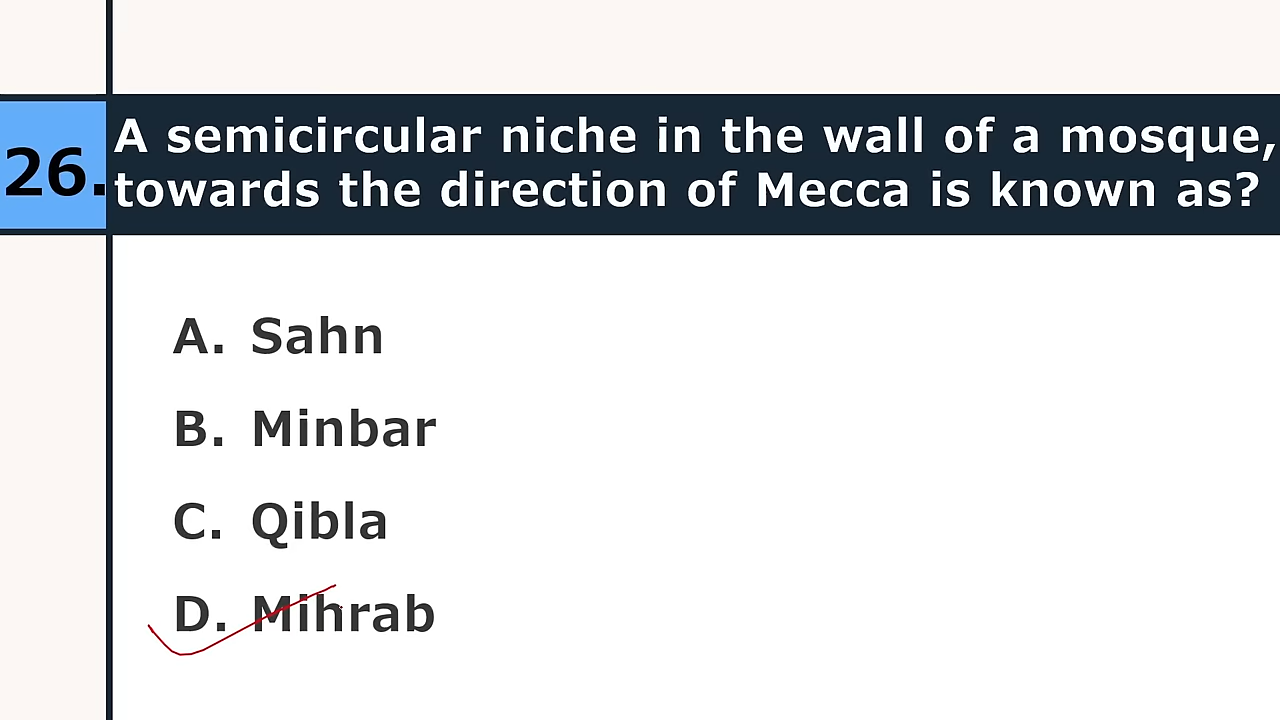 26.
A semicircular niche in the wall of a mosque,
towards the direction of Mecca is known as?
A. Sahn
B. Minbar
C. Qibla
D. Mihrab